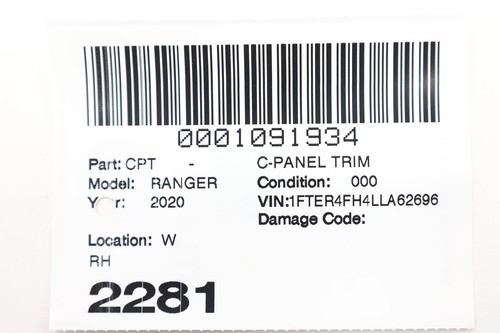 0001091934
Part: CPT - C-PANEL TRIM
Model: RANGER Condition: 000
Year: 2020 VIN:1FTER4FH4LLA62696
Damage Code:
Location: W
RH
2281